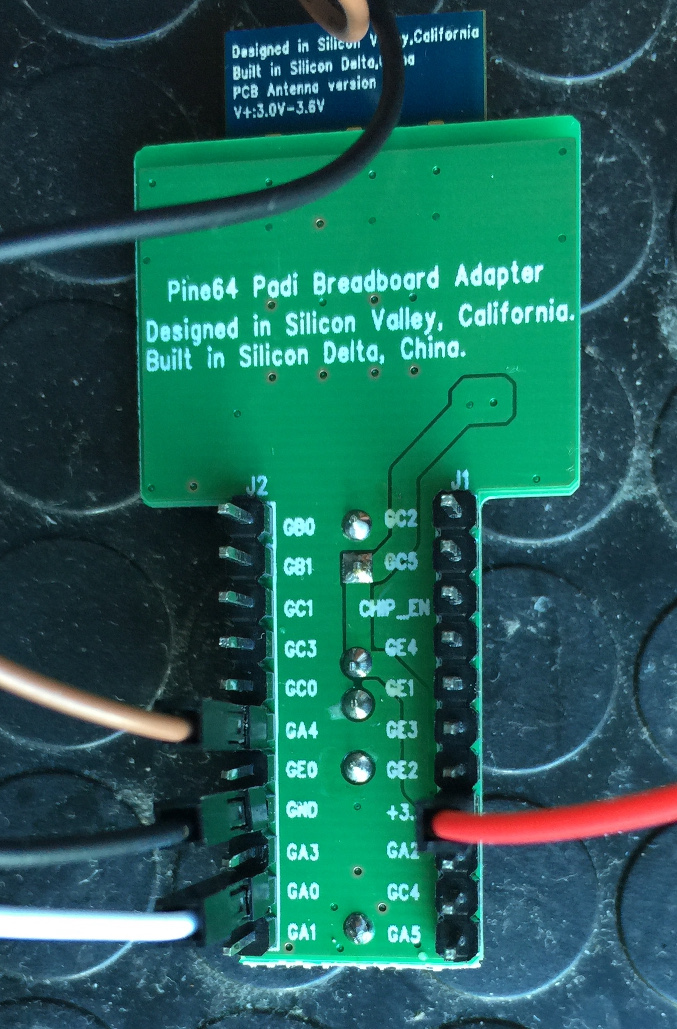 Designed in Silicon Valley,California
Built in Silicon Delta,
PCB Antenna version
V+:3.0V-3.6V
Pine64 Padi Breadboard Adapter
Designed in Silicon Valley, California.
Built in Silicon Delta, China.
J2 J1
GB0 GC2
GB1 GC5
GC1 CHIP_EN
GC3 GE4
GC0 GE1
GA4 GE3
GE0 GE2
GND +3.
GA3 GA2
GA0 GC4
GA1 GA5